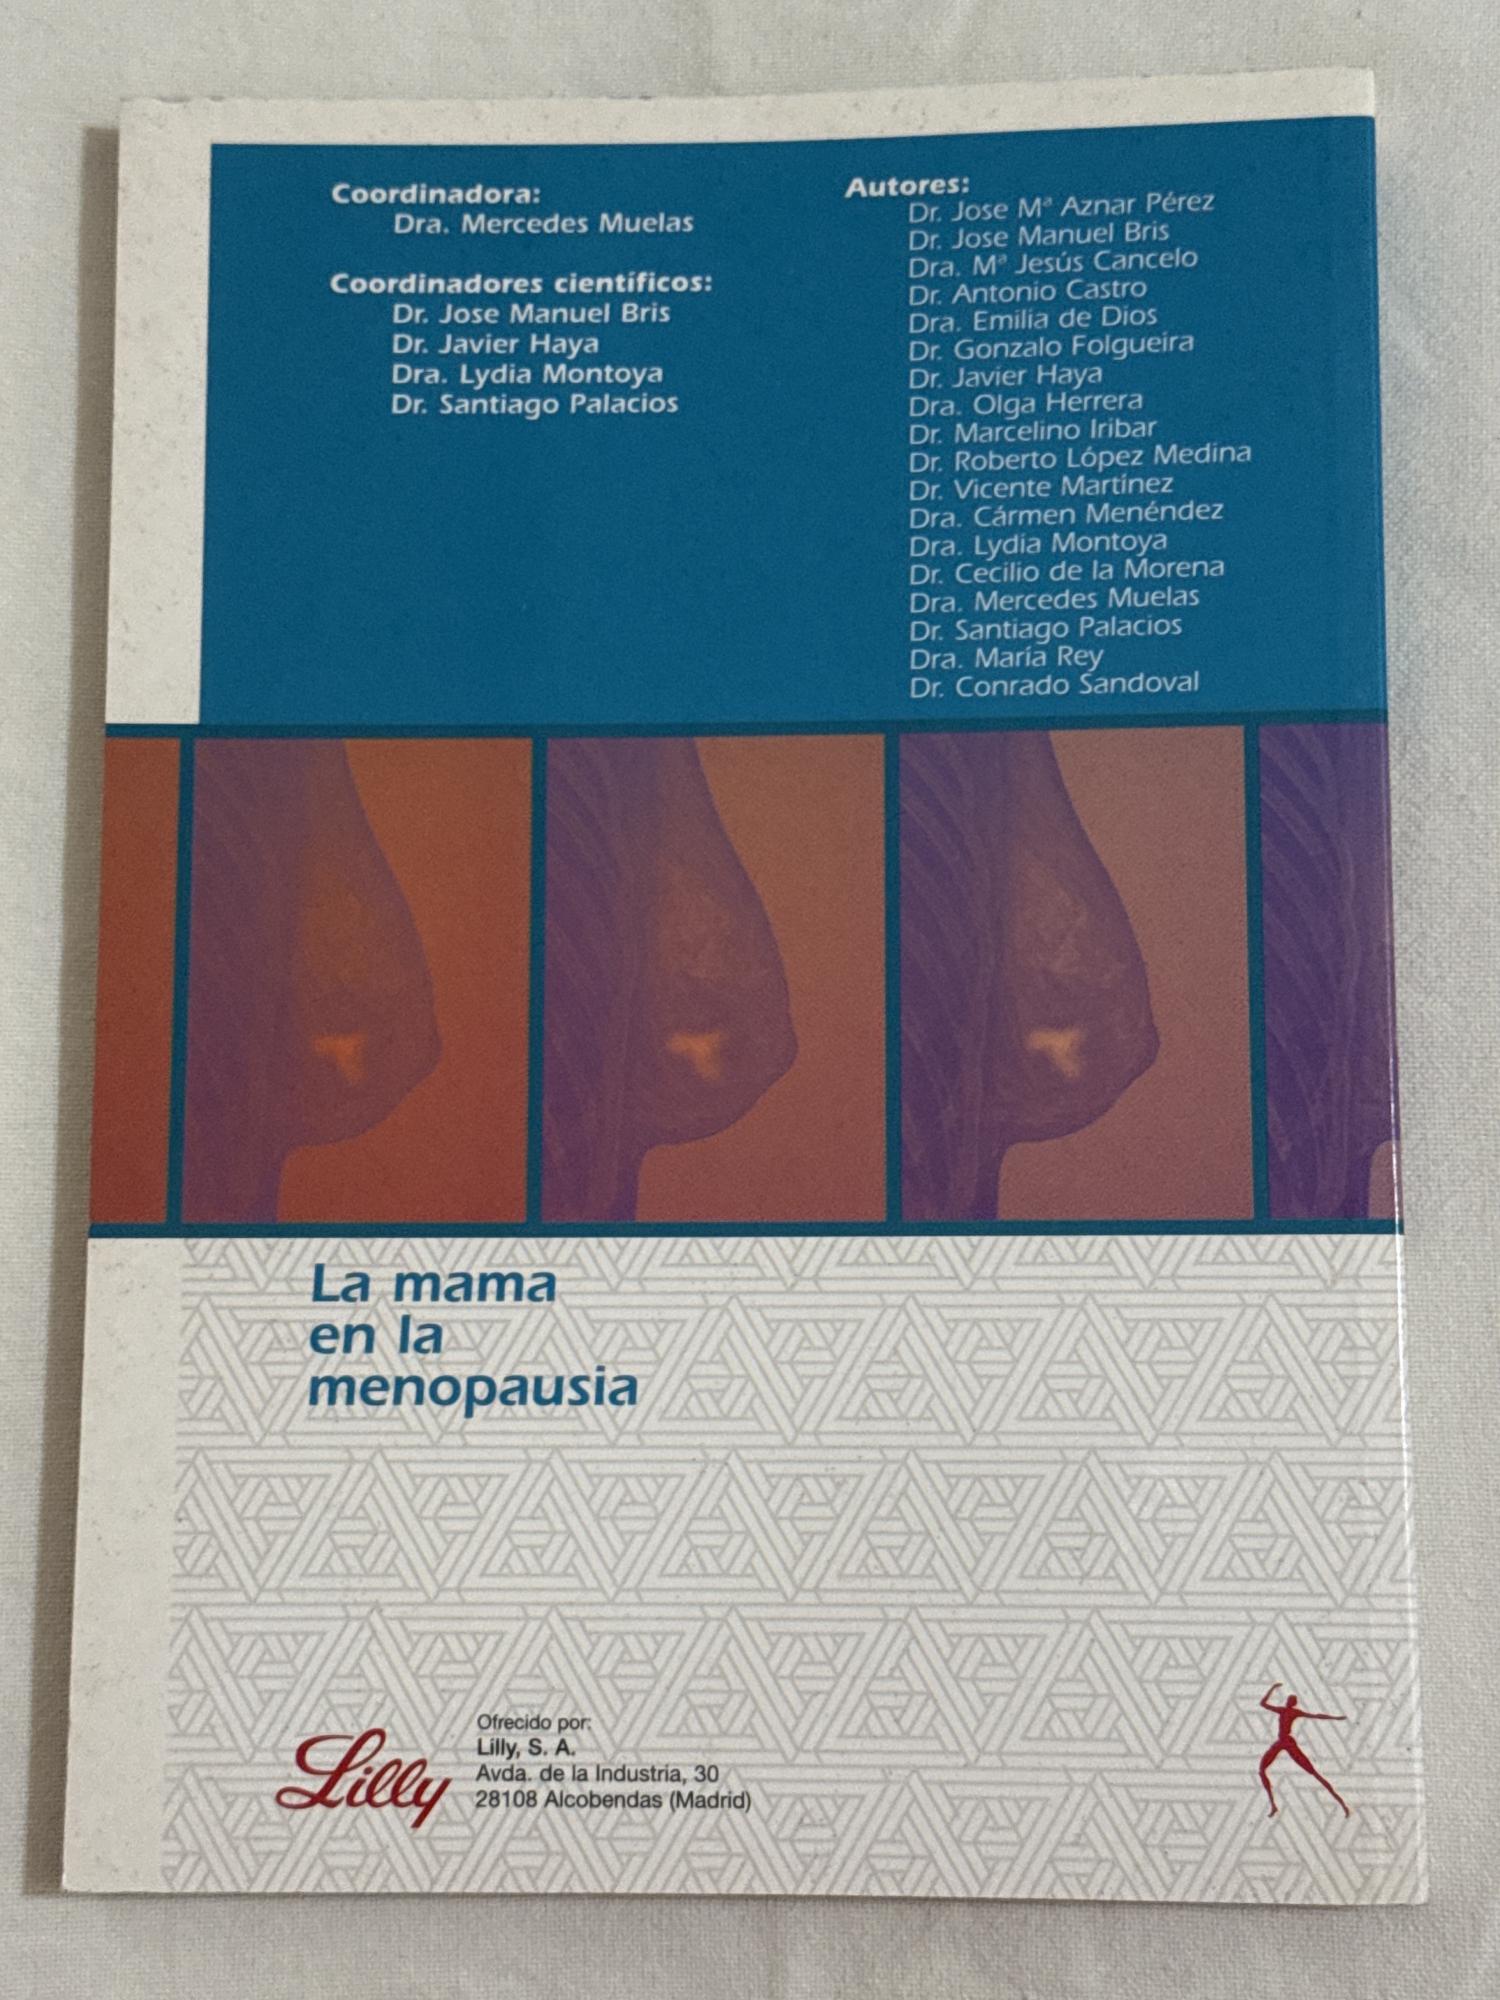 Coordinadora:
Dra. Mercedes Muelas
Coordinadores científicos:
Dr. Jose Manuel Bris
Dr. Javier Haya
Dra. Lydia Montoya
Dr. Santiago Palacios
Autores:
Dr. Jose Mª Aznar Pérez
Dr. Jose Manuel Bris
Dra. Mª Jesús Cancelo
Dr. Antonio Castro
Dra. Emilia de Dios
Dr. Gonzalo Folgueira
Dr. Javier Haya
Dra. Olga Herrera
Dr. Marcelino Iribar
Dr. Roberto López Medina
Dr. Vicente Martínez
Dra. Cármen Menéndez
Dra. Lydia Montoya
Dr. Cecilio de la Morena
Dra. Mercedes Muelas
Dr. Santiago Palacios
Dra. María Rey
Dr. Conrado Sandoval
La mama
en la
menopausia
Lilly
Ofrecido por:
Lilly, S. A.
Avda. de la Industria, 30
28108 Alcobendas (Madrid)